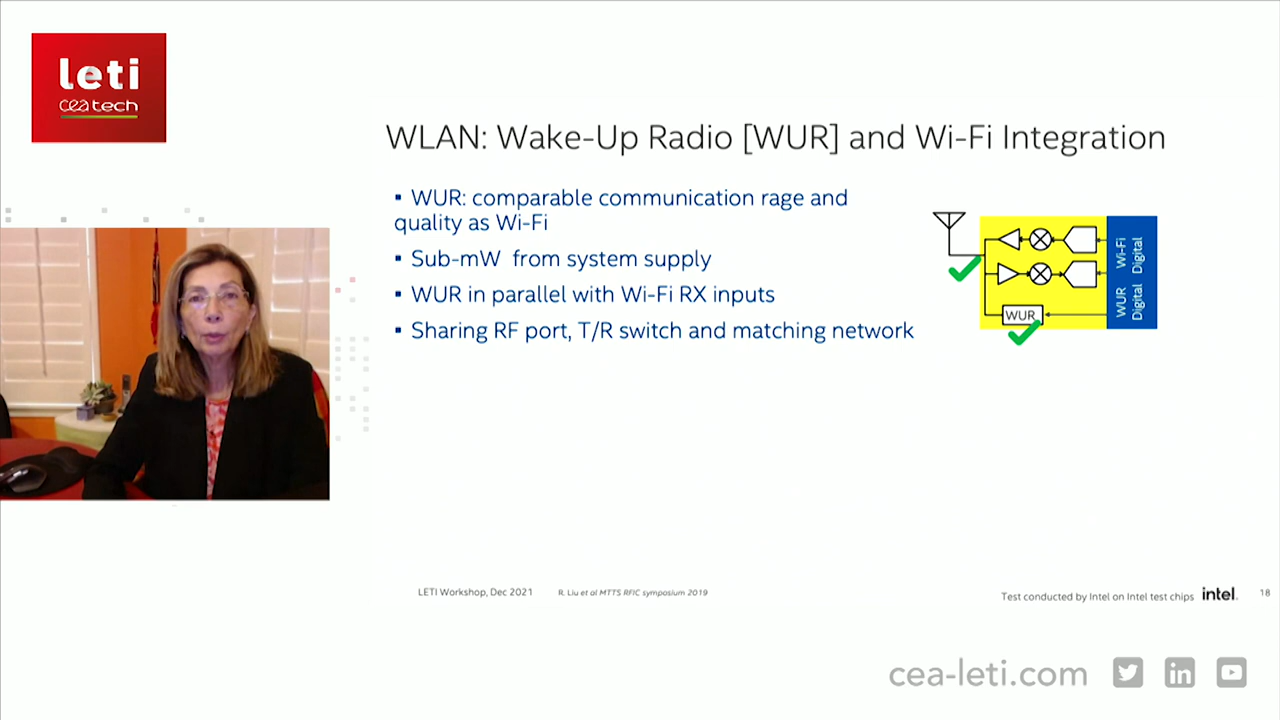 leti
ceatech
WLAN: Wake-Up Radio [WUR] and Wi-Fi Integration
▪ WUR: comparable communication rage and
quality as Wi-Fi
▪ Sub-mW from system supply
▪ WUR in parallel with Wi-Fi RX inputs
▪ Sharing RF port, T/R switch and matching network
Wi-Fi
Digital
WUR
Digital
WUR
LETI Workshop, Dec 2021
R. Liu et al MTTS RFIC symposium 2019
Test conducted by Intel on Intel test chips
intel.
18
cea-leti.com